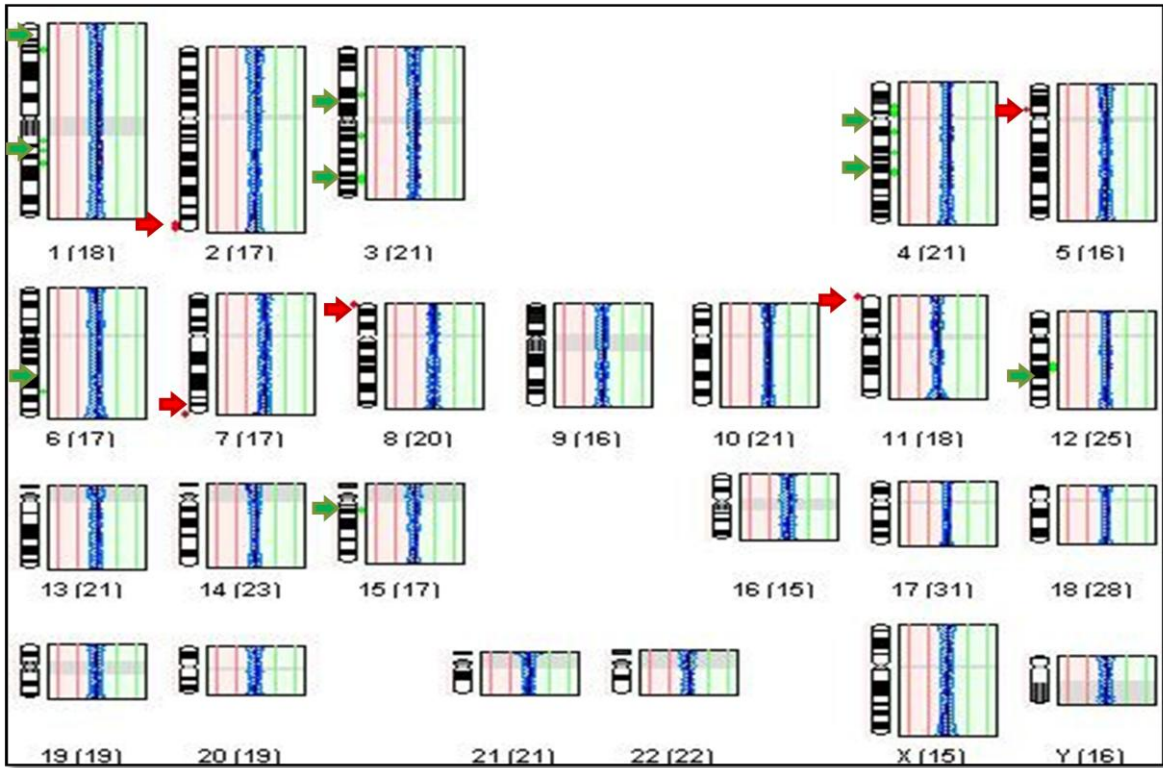 1 (18) 2 (17) 3 (21) 4 (21) 5 (16)
6 (17) 7 (17) 8 (20) 9 (16) 10 (21) 11 (18) 12 (25)
13 (21) 14 (23) 15 (17) 16 (15) 17 (31) 18 (28)
19 (19) 20 (19) 21 (21) 22 (22) X (15) Y (16)